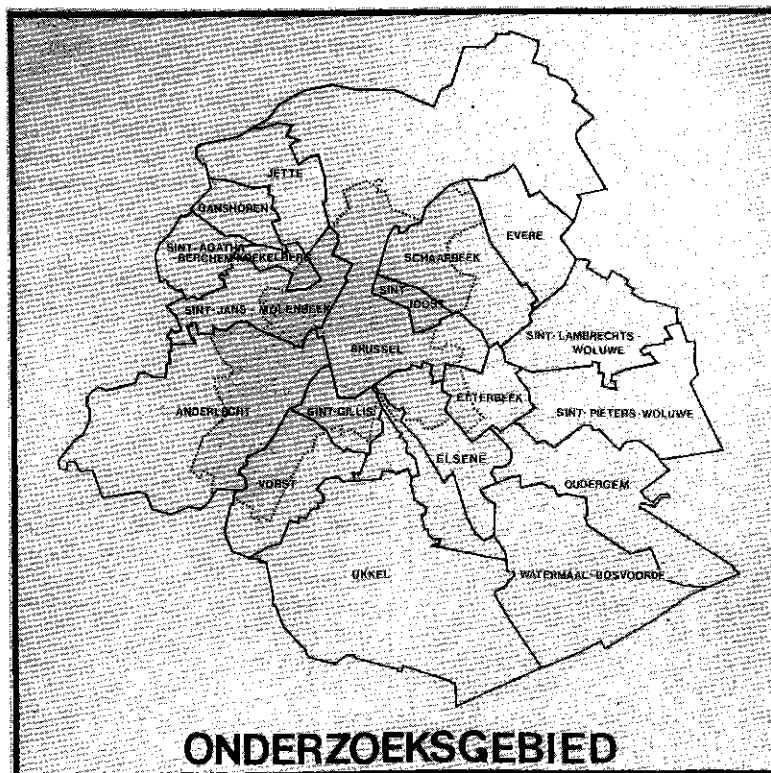 JETTE
GANSHOREN
EVERE
SINT-AGATHA
BERCHEM
KOEKELBERG
SCHAARBEEK
SINT-
JOOST
SINT-JANS-MOLENBEEK
SINT-LAMBRECHTS
WOLUWE
BRUSSEL
ETTERBEEK
ANDERLECHT
SINT-GILLIS
SINT-PIETERS-WOLUWE
ELSENE
VORST
OUDERGEM
UKKEL
WATERMAAL-BOSVOORDE
ONDERZOEKSGEBIED